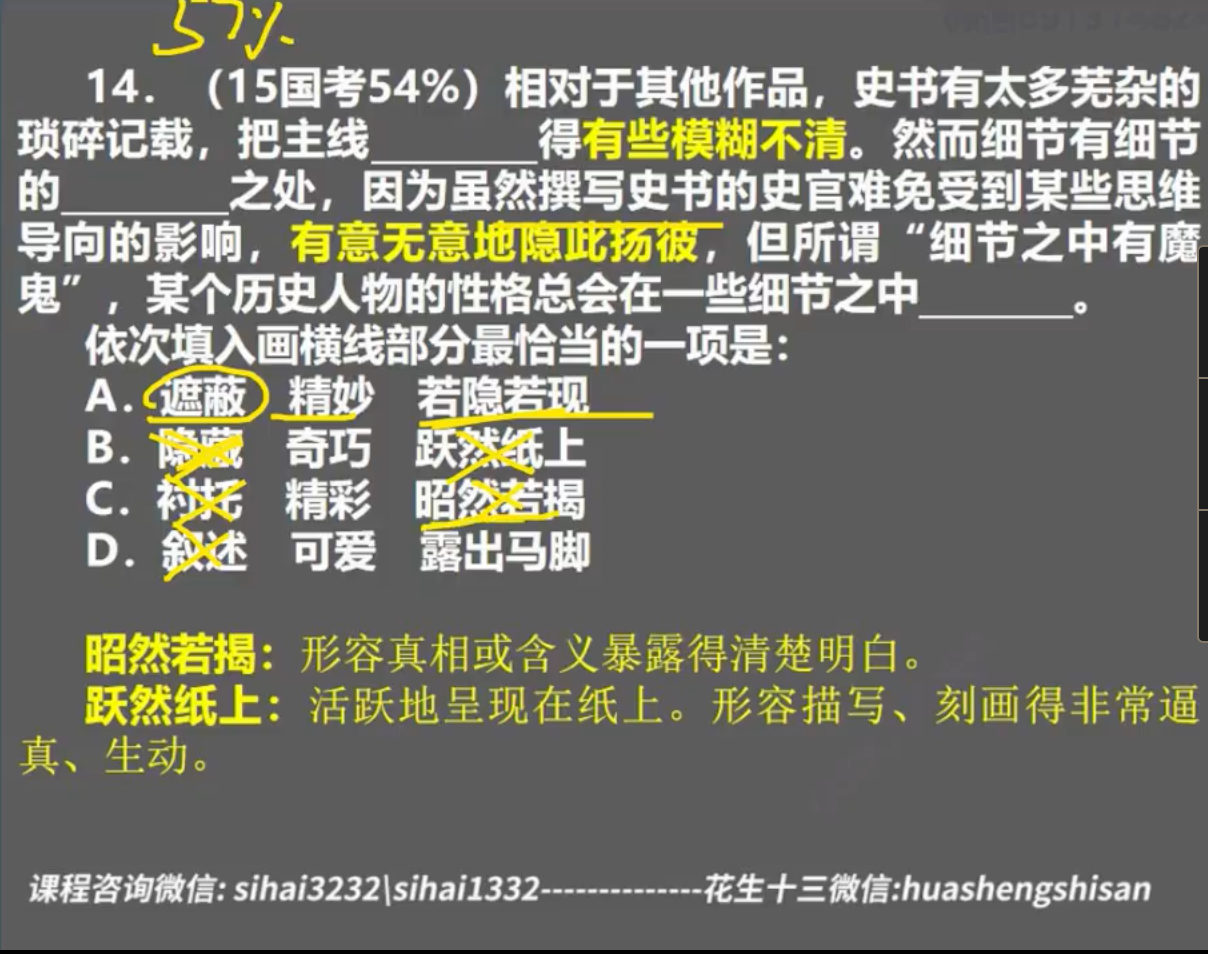 57%
14. （15国考54%）相对于其他作品，史书有太多芜杂的
琐碎记载，把主线________得有些模糊不清。然而细节有细节
的________之处，因为虽然撰写史书的史官难免受到某些思维
导向的影响，有意无意地隐此扬彼，但所谓“细节之中有魔
鬼”，某个历史人物的性格总会在一些细节之中________。
依次填入画横线部分最恰当的一项是：
A. 遮蔽 精妙 若隐若现
B. 隐藏 奇巧 跃然纸上
C. 衬托 精彩 昭然若揭
D. 叙述 可爱 露出马脚
昭然若揭：形容真相或含义暴露得清楚明白。
跃然纸上：活跃地呈现在纸上。形容描写、刻画得非常逼
真、生动。
课程咨询微信: sihai3232\sihai1332--------------花生十三微信:huashengshisan